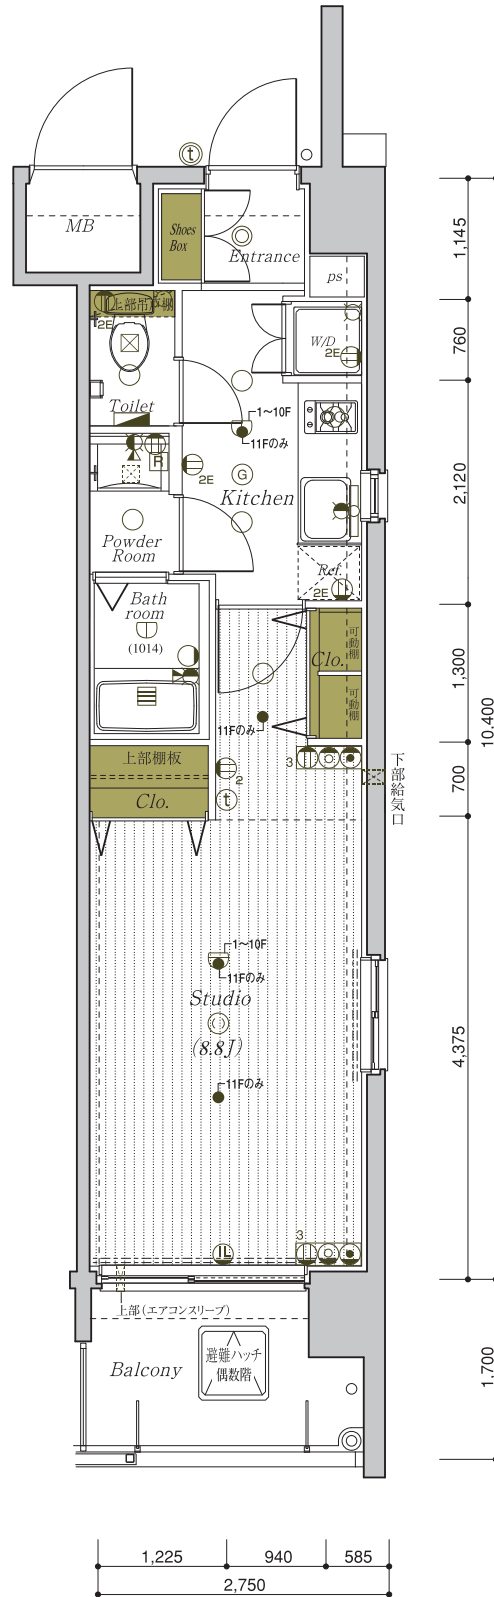 t
MB
Shoes
Box
Entrance
ps
1,145
上部吊戸棚
2E
W/D
2E
760
Toilet
1～10F
11Fのみ
R
2E
G
Kitchen
2,120
Powder
Room
Ref.
2E
Bath
room
(1014)
Clo.
可動棚
可動棚
1,300
10.400
11Fのみ
上部棚板
Clo.
2
t
3
下部給気口
700
1～10F
11Fのみ
Studio
(8.8J)
11Fのみ
4,375
IL
3
上部(エアコンスリーブ)
Balcony
避難ハッチ
偶数階
1,700
1,225
940
585
2,750